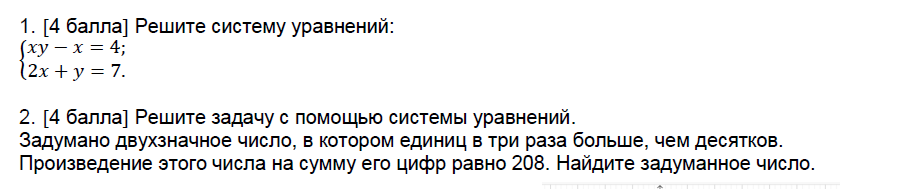 1. [4 балла] Решите систему уравнений:
{xy − x = 4;
2x + y = 7.
2. [4 балла] Решите задачу с помощью системы уравнений.
Задумано двухзначное число, в котором единиц в три раза больше, чем десятков.
Произведение этого числа на сумму его цифр равно 208. Найдите задуманное число.